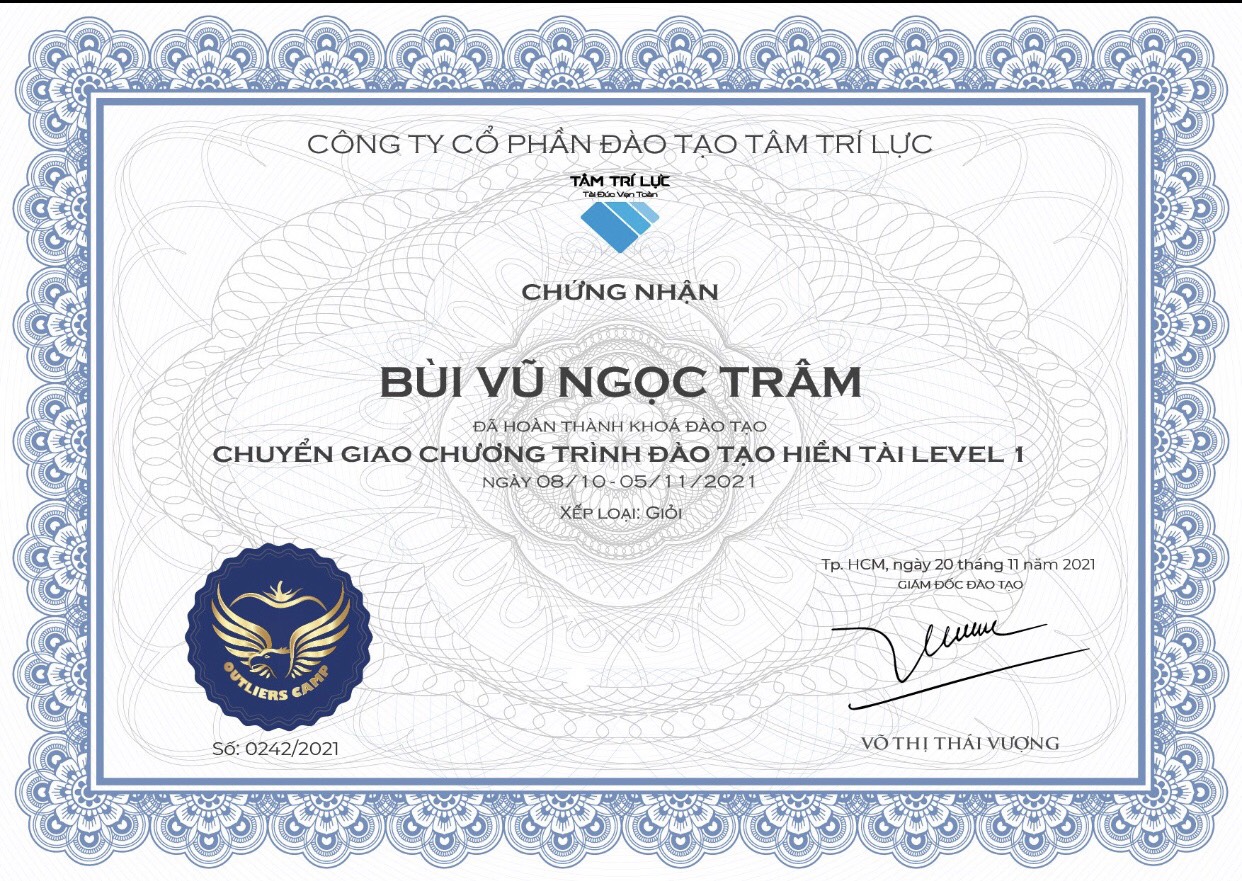 CÔNG TY CỔ PHẦN ĐÀO TẠO TÂM TRÍ LỰC
TÂM TRÍ LỰC
Tài Đức Vẹn Toàn
CHỨNG NHẬN
BÙI VŨ NGỌC TRÂM
ĐÃ HOÀN THÀNH KHOÁ ĐÀO TẠO
CHUYỂN GIAO CHƯƠNG TRÌNH ĐÀO TẠO HIỀN TÀI LEVEL 1
NGÀY 08/10 - 05/11/2021
XẾP LOẠI: GIỎI
Tp. HCM, ngày 20 tháng 11 năm 2021
GIÁM ĐỐC ĐÀO TẠO
OUTLIERS CAMP
Số: 0242/2021
VÕ THỊ THÁI VƯỢNG